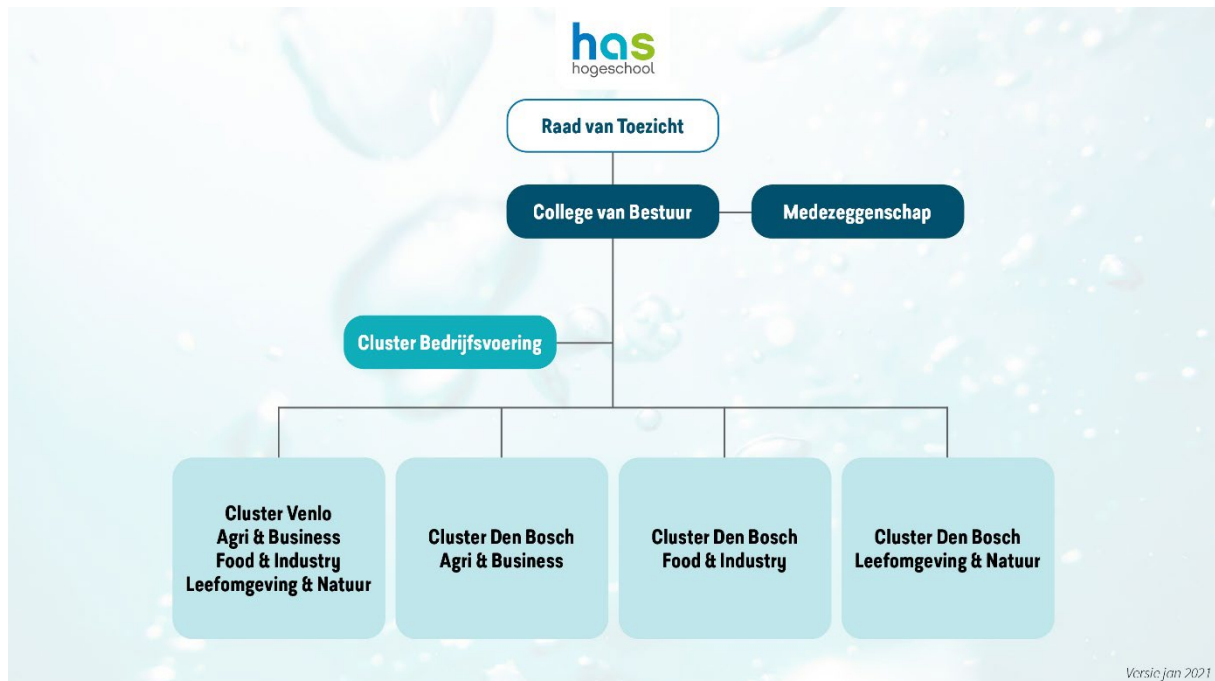 has
hogeschool
Raad van Toezicht
College van Bestuur
Medezeggenschap
Cluster Bedrijfsvoering
Cluster Venlo
Agri & Business
Food & Industry
Leefomgeving & Natuur
Cluster Den Bosch
Agri & Business
Cluster Den Bosch
Food & Industry
Cluster Den Bosch
Leefomgeving & Natuur
Versie jan 2021